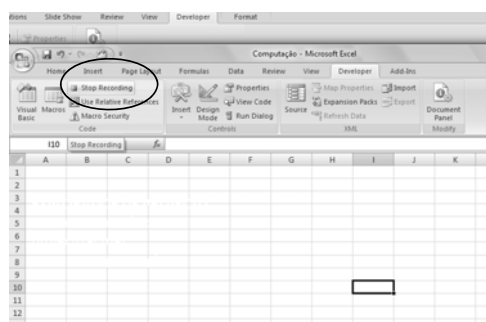 Slide Show Review View Developer Format
Properties
Computação - Microsoft Excel
Home Insert Page Layout Formulas Data Review View Developer Add-Ins
Visual Basic
Macros
Stop Recording
Use Relative References
Macro Security
Code
Insert
Design Mode
Properties
View Code
Run Dialog
Controls
Source
Map Properties
Expansion Packs
Refresh Data
Import
Export
XML
Document Panel
Modify
I10 Stop Recording fx
A B C D E F G H I J K
1
2
3
4
5
6
7
8
9
10
11
12